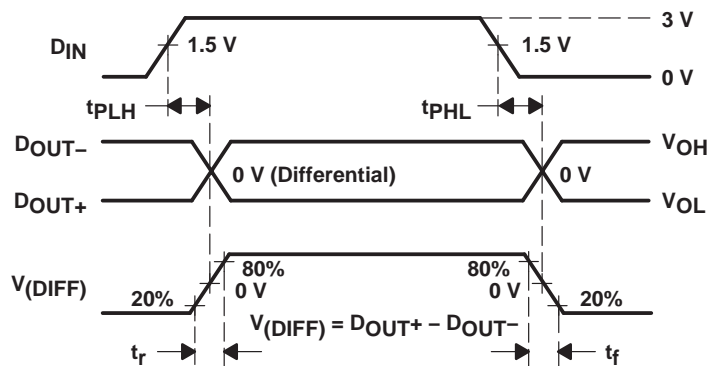 3 V
DIN
1.5 V
1.5 V
0 V
tPLH
tPHL
DOUT–
VOH
0 V (Differential)
0 V
DOUT+
VOL
80%
80%
V(DIFF)
0 V
0 V
20%
20%
V(DIFF) = DOUT+ – DOUT–
tr
tf